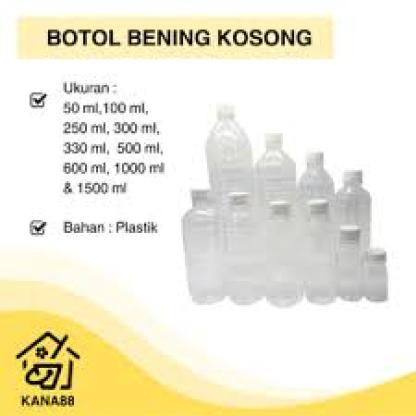 BOTOL BENING KOSONG
Ukuran :
50 ml,100 ml,
250 ml, 300 ml,
330 ml,  500 ml,
600 ml, 1000 ml
& 1500 ml
Bahan : Plastik
KANA88